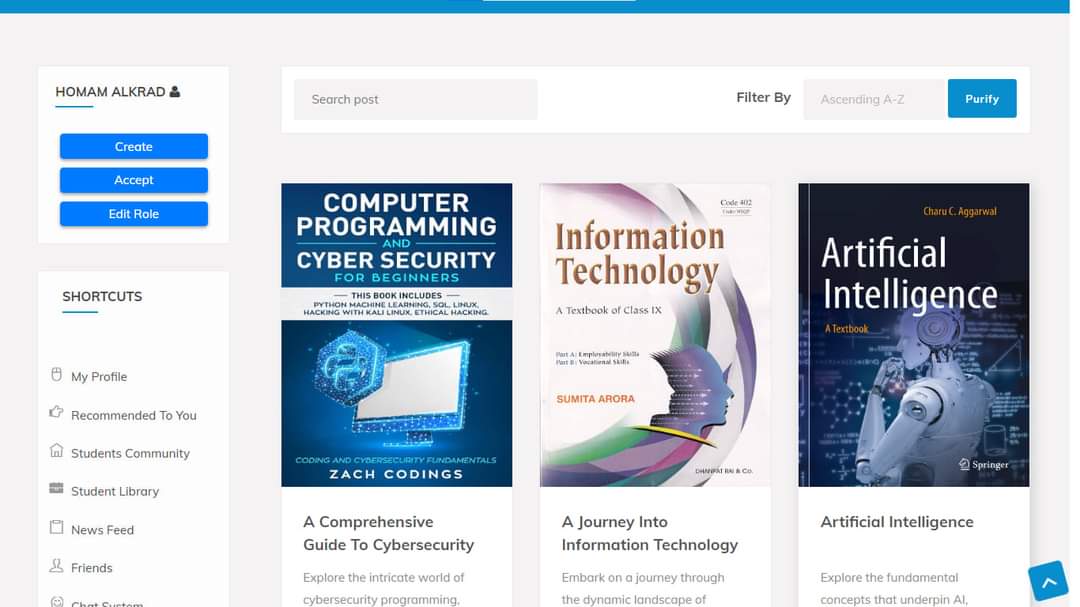 HOMAM ALKRAD
Create
Accept
Edit Role
SHORTCUTS
My Profile
Recommended To You
Students Community
Student Library
News Feed
Friends
Chat System
Search post
Filter By
Ascending A-Z
Purify
COMPUTER
PROGRAMMING
AND
CYBER SECURITY
FOR BEGINNERS
THIS BOOK INCLUDES
PYTHON MACHINE LEARNING, SQL, LINUX,
HACKING WITH KALI LINUX, ETHICAL HACKING.
CODING AND CYBERSECURITY FUNDAMENTALS
ZACH CODINGS
A Comprehensive
Guide To Cybersecurity
Explore the intricate world of
cybersecurity programming,
Code 402
Information
Technology
A Textbook of Class IX
Part A: Employability Skills
Part B: Vocational Skills
SUMITA ARORA
DHANPAT RAI & Co.
A Journey Into
Information Technology
Embark on a journey through
the dynamic landscape of
Charu C. Aggarwal
Artificial
Intelligence
A Textbook
Springer
Artificial Intelligence
Explore the fundamental
concepts that underpin AI,